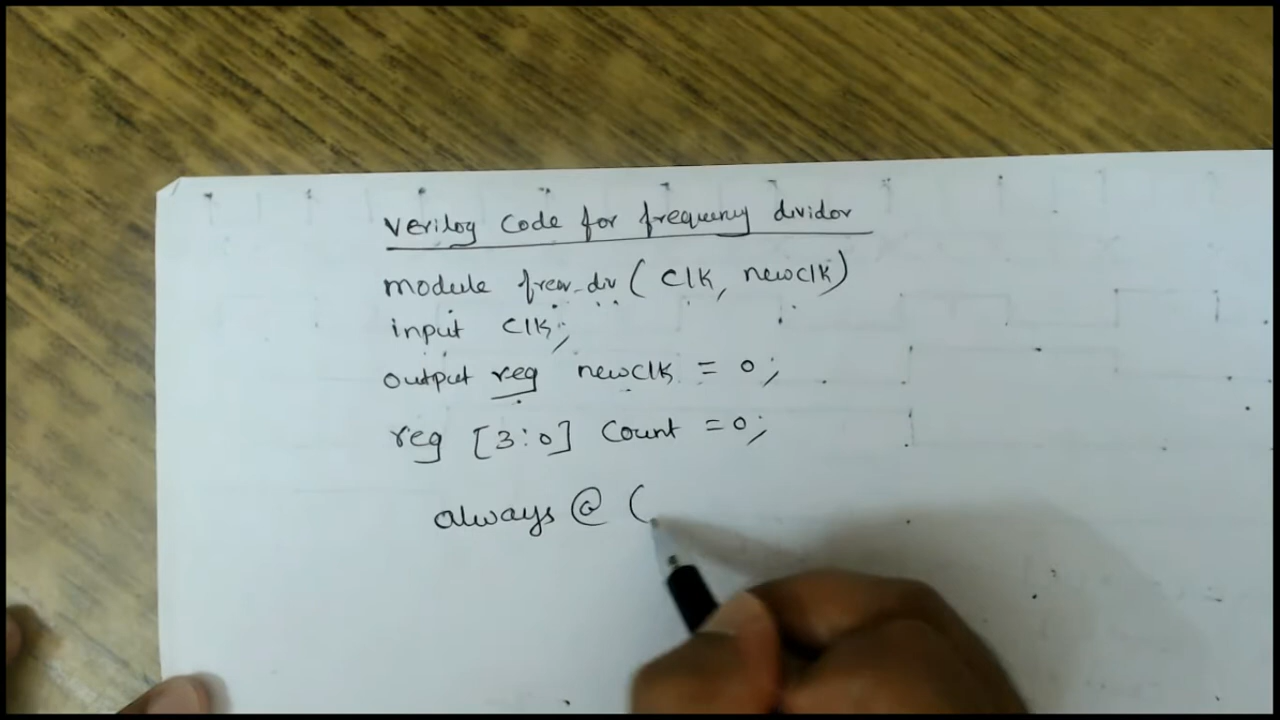 Verilog Code for frequency dividor
module freq_div ( clk, newclk)
input clk;
output reg newclk = 0;
reg [3:0] Count = 0;
always @ (